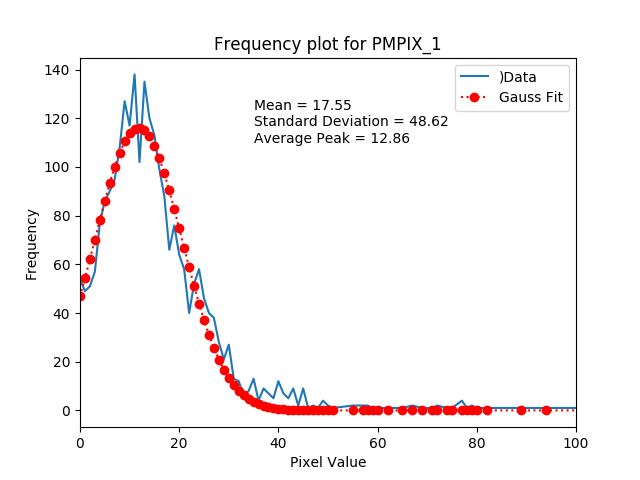 Frequency plot for PMPIX_1
)Data
Gauss Fit
Mean = 17.55
Standard Deviation = 48.62
Average Peak = 12.86
Frequency
140
120
100
80
60
40
20
0
0 20 40 60 80 100
Pixel Value